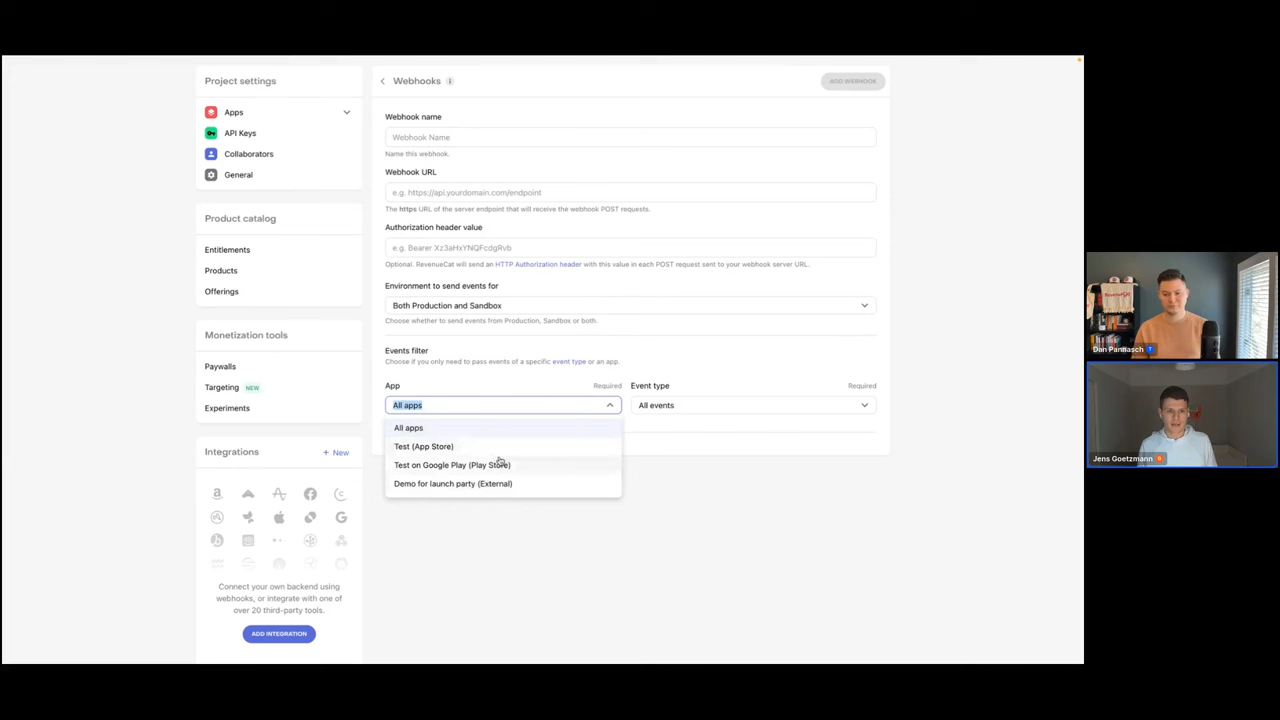 Project settings
Apps
API Keys
Collaborators
General
Product catalog
Entitlements
Products
Offerings
Monetization tools
Paywalls
Targeting NEW
Experiments
Integrations + New
Connect your own backend using
webhooks, or integrate with one of
over 20 third-party tools.
ADD INTEGRATION
Webhooks
ADD WEBHOOK
Webhook name
Webhook Name
Name this webhook.
Webhook URL
e.g. https://api.yourdomain.com/endpoint
The https URL of the server endpoint that will receive the webhook POST requests.
Authorization header value
e.g. Bearer Xz3aHxYNQFcdgRvb
Optional. RevenueCat will send an HTTP Authorization header with this value in each POST request sent to your webhook server URL.
Environment to send events for
Both Production and Sandbox
Choose whether to send events from Production, Sandbox or both.
Events filter
Choose if you only need to pass events of a specific event type or an app.
App Required
All apps
All apps
Test (App Store)
Test on Google Play (Play Store)
Demo for launch party (External)
Event type Required
All events
Dan Pannasch
Jens Goetzmann